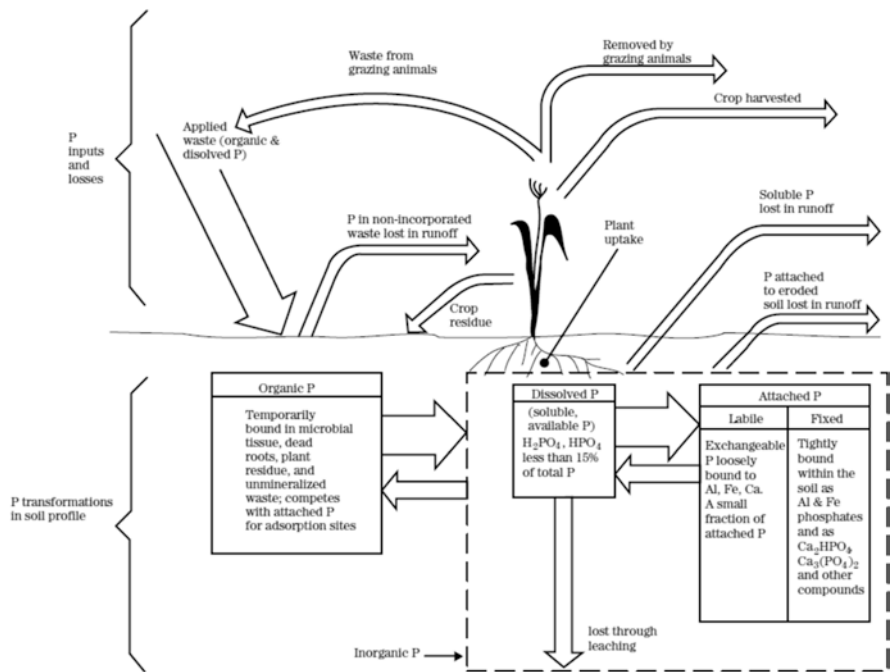 Waste from
grazing animals
Removed by
grazing animals
Crop harvested
P
inputs
and
losses
Applied
waste (organic &
disolved P)
P in non-incorporated
waste lost in runoff
Plant
uptake
Soluble P
lost in runoff
P attached
to eroded
soil lost in runoff
Crop
residue
P transformations
in soil profile
Organic P
Temporarily
bound in microbial
tissue, dead
roots, plant
residue, and
unmineralized
waste; competes
with attached P
for adsorption sites
Dissolved P
(soluble,
available P)
H₂PO₄, HPO₄
less than 15%
of total P
Attached P
Labile
Exchangeable
P loosely
bound to
Al, Fe, Ca.
A small
fraction of
attached P
Fixed
Tightly
bound
within the
soil as
Al & Fe
phosphates
and as
Ca₂HPO₄,
Ca₃(PO₄)₂
and other
compounds
Inorganic P
lost through
leaching